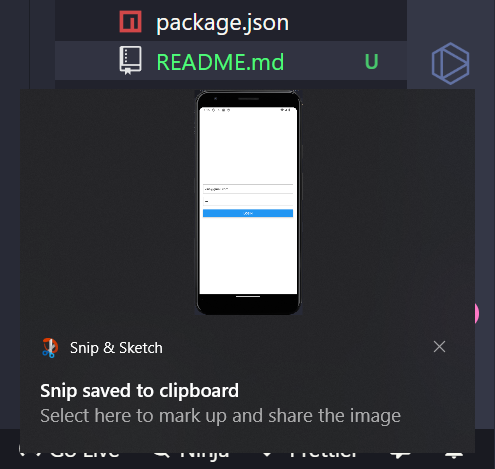 package.json
README.md U
LOGIN
Snip & Sketch
Snip saved to clipboard
Select here to mark up and share the image
Go Live Ninja Prettier